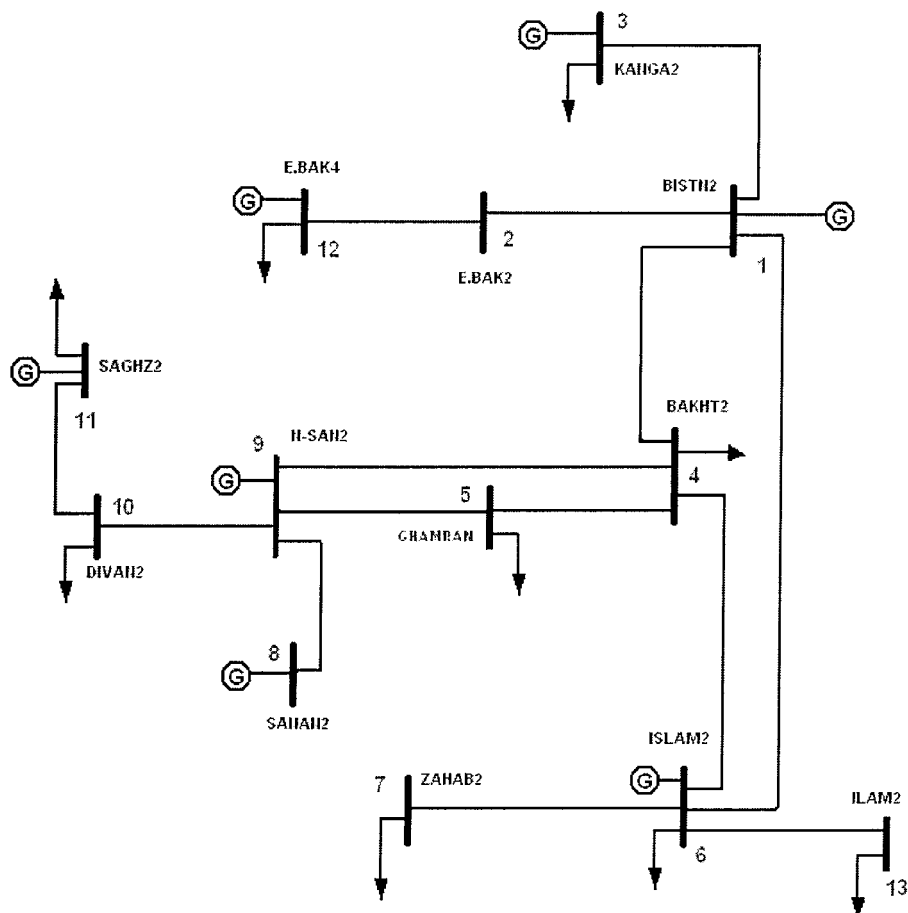 3
G
KANGA2
E.BAK4
BISTN2
G
G
12
2
1
E.BAK2
SAGHZ2
G
11
BAKHT2
N-SAN2
9
G
4
10
5
GHAMRAN
DIVAN2
8
G
SANAN2
ISLAM2
7
ZAHAB2
G
ILAM2
6
13